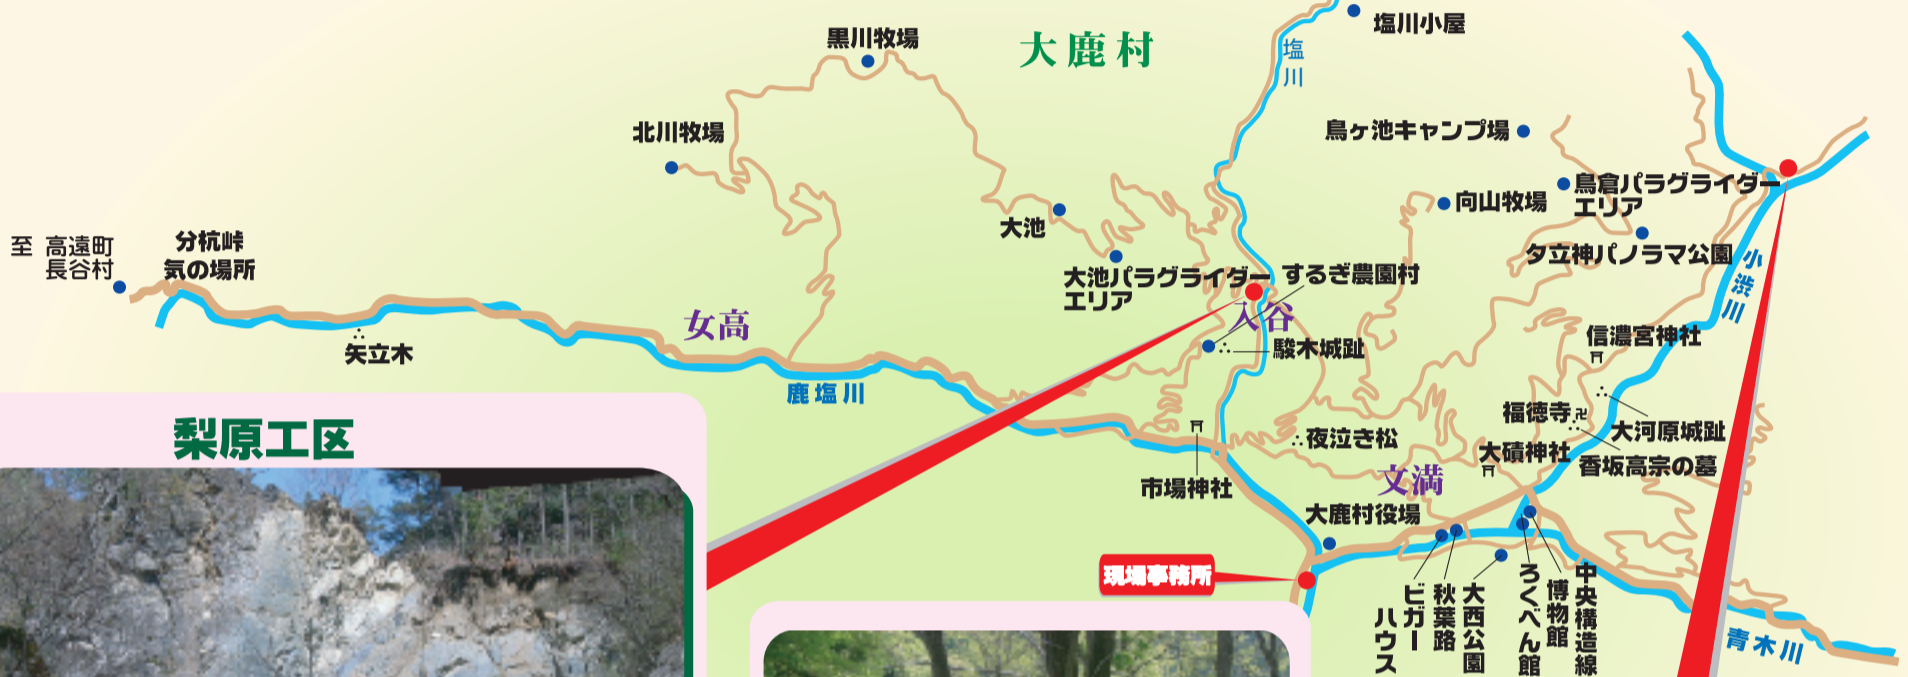 塩川小屋
黒川牧場
大鹿村
塩川
北川牧場
鳥ヶ池キャンプ場
鳥倉パラグライダー
エリア
向山牧場
大池
夕立神パノラマ公園
至 高遠町
長谷村
分杭峠
気の場所
大池パラグライダー
エリア
するぎ農園村
小渋川
女高
入谷
矢立木
駿木城趾
信濃宮神社
鹿塩川
福徳寺
卍
大河原城趾
夜泣き松
大磧神社
香坂高宗の墓
梨原工区
市場神社
文満
大鹿村役場
現場事務所
ビガー
ハウス
秋葉路
大西公園
ろくべん館
中央構造線
博物館
青木川